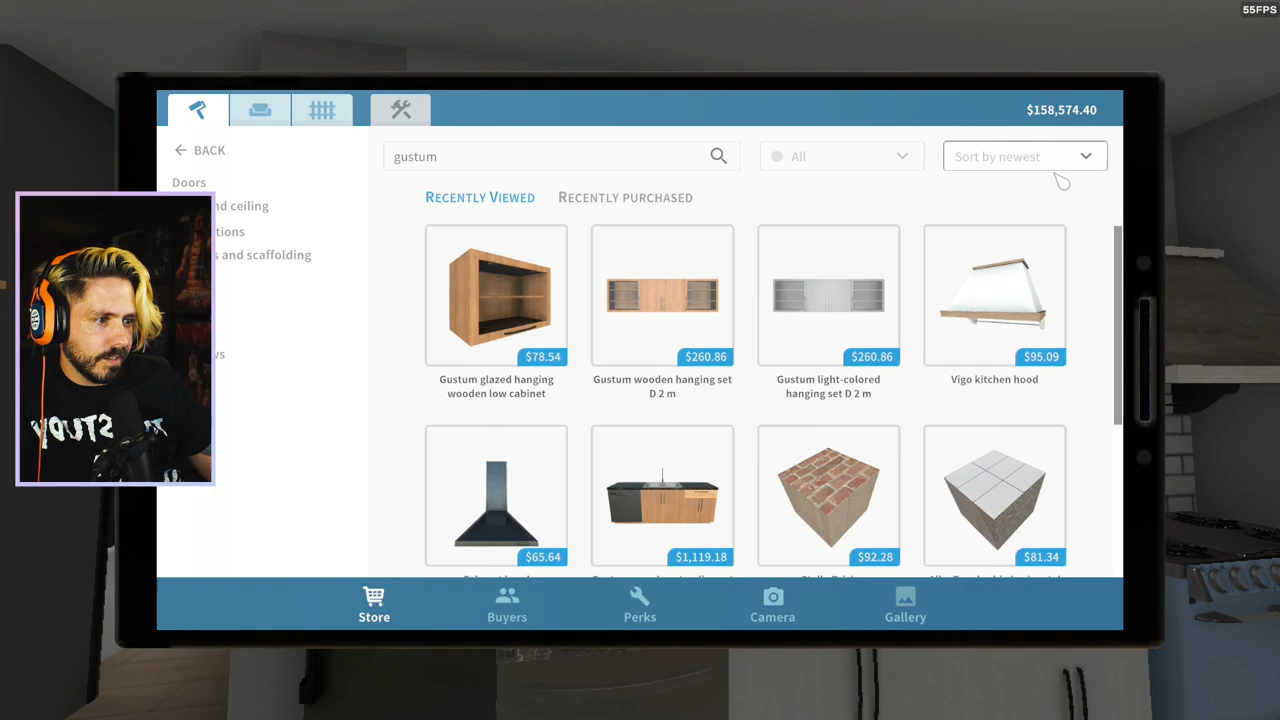 55FPS
$158,574.40
BACK
gustum
All
Sort by newest
Doors
nd ceiling
tions
s and scaffolding
ws
RECENTLY VIEWED
RECENTLY PURCHASED
$78.54
$260.86
$260.86
$95.09
Gustum glazed hanging
wooden low cabinet
Gustum wooden hanging set
D 2 m
Gustum light-colored
hanging set D 2 m
Vigo kitchen hood
$65.64
$1,119.18
$92.28
$81.34
Store
Buyers
Perks
Camera
Gallery